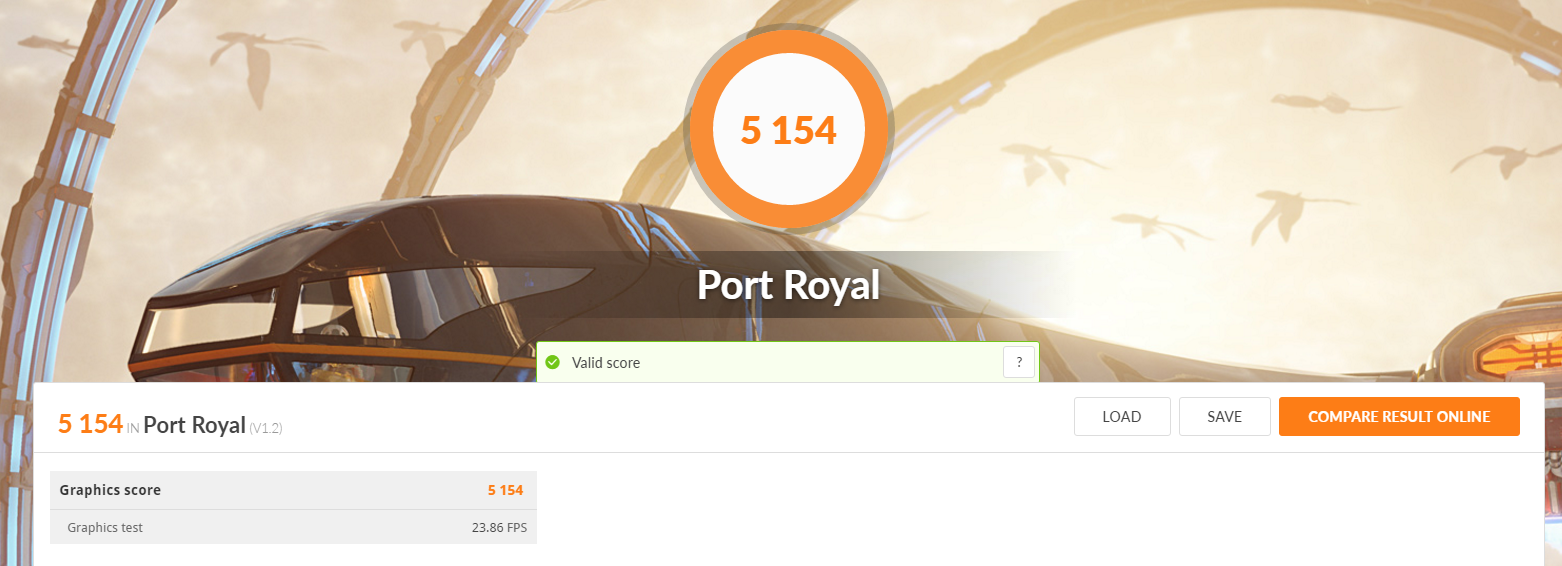 5 154
Port Royal
Valid score ?
5 154 IN Port Royal (V1.2) LOAD SAVE COMPARE RESULT ONLINE
Graphics score 5 154
Graphics test 23.86 FPS